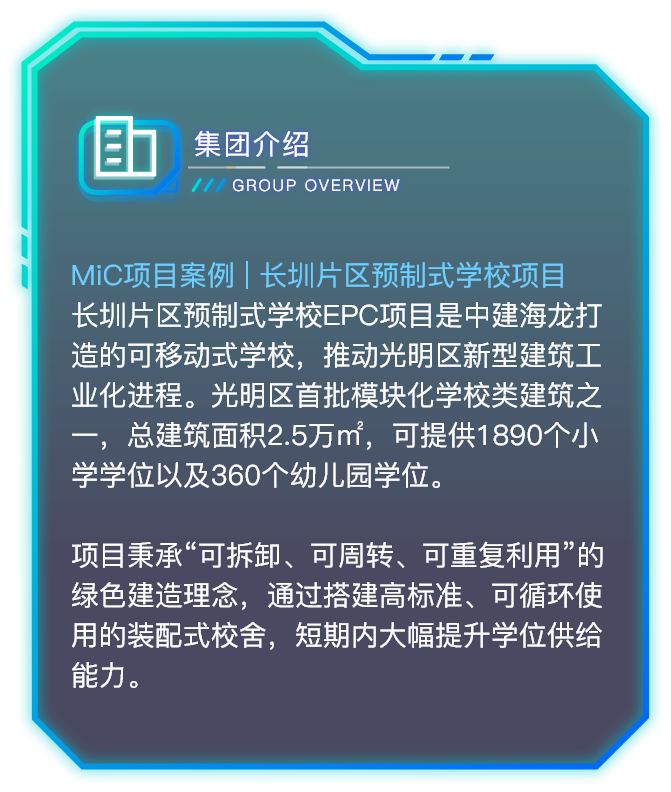 集团介绍
GROUP OVERVIEW
MiC项目案例｜长圳片区预制式学校项目
长圳片区预制式学校EPC项目是中建海龙打
造的可移动式学校，推动光明区新型建筑工
业化进程。光明区首批模块化学校类建筑之
一，总建筑面积2.5万㎡，可提供1890个小
学学位以及360个幼儿园学位。
项目秉承“可拆卸、可周转、可重复利用”的
绿色建造理念，通过搭建高标准、可循环使
用的装配式校舍，短期内大幅提升学位供给
能力。